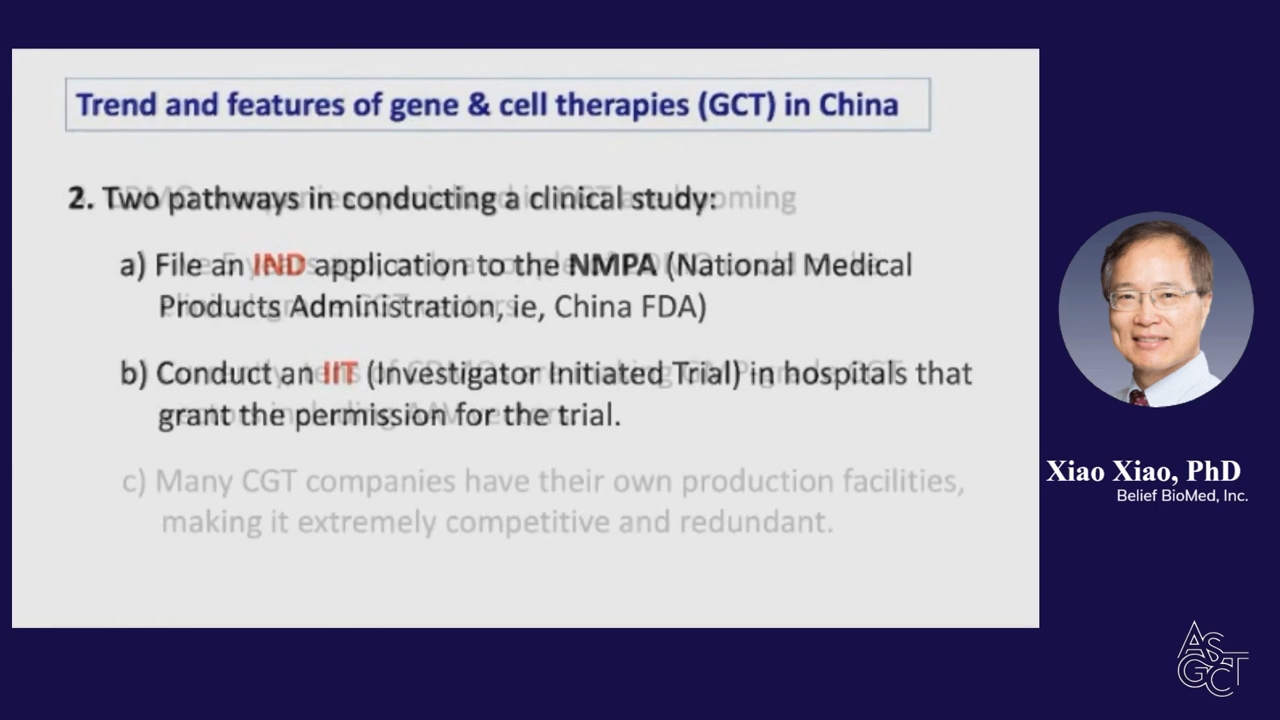 Trend and features of gene & cell therapies (GCT) in China
2. Two pathways in conducting a clinical study:
a) File an IND application to the NMPA (National Medical
Products Administration, ie, China FDA)
b) Conduct an IIT (Investigator Initiated Trial) in hospitals that
grant the permission for the trial.
c) Many CGT companies have their own production facilities,
making it extremely competitive and redundant.
Xiao Xiao, PhD
Belief BioMed, Inc.
ASGCT